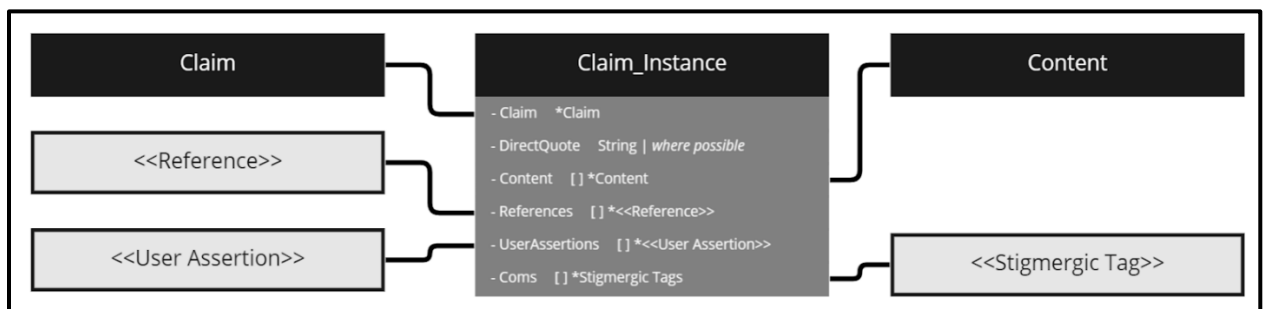 Claim
Claim_Instance
Content
- Claim *Claim
<<Reference>>
- DirectQuote String | where possible
- Content [ ] *Content
- References [ ] *<<Reference>>
<<User Assertion>>
- UserAssertions [ ] *<<User Assertion>>
<<Stigmergic Tag>>
- Coms [ ] *Stigmergic Tags